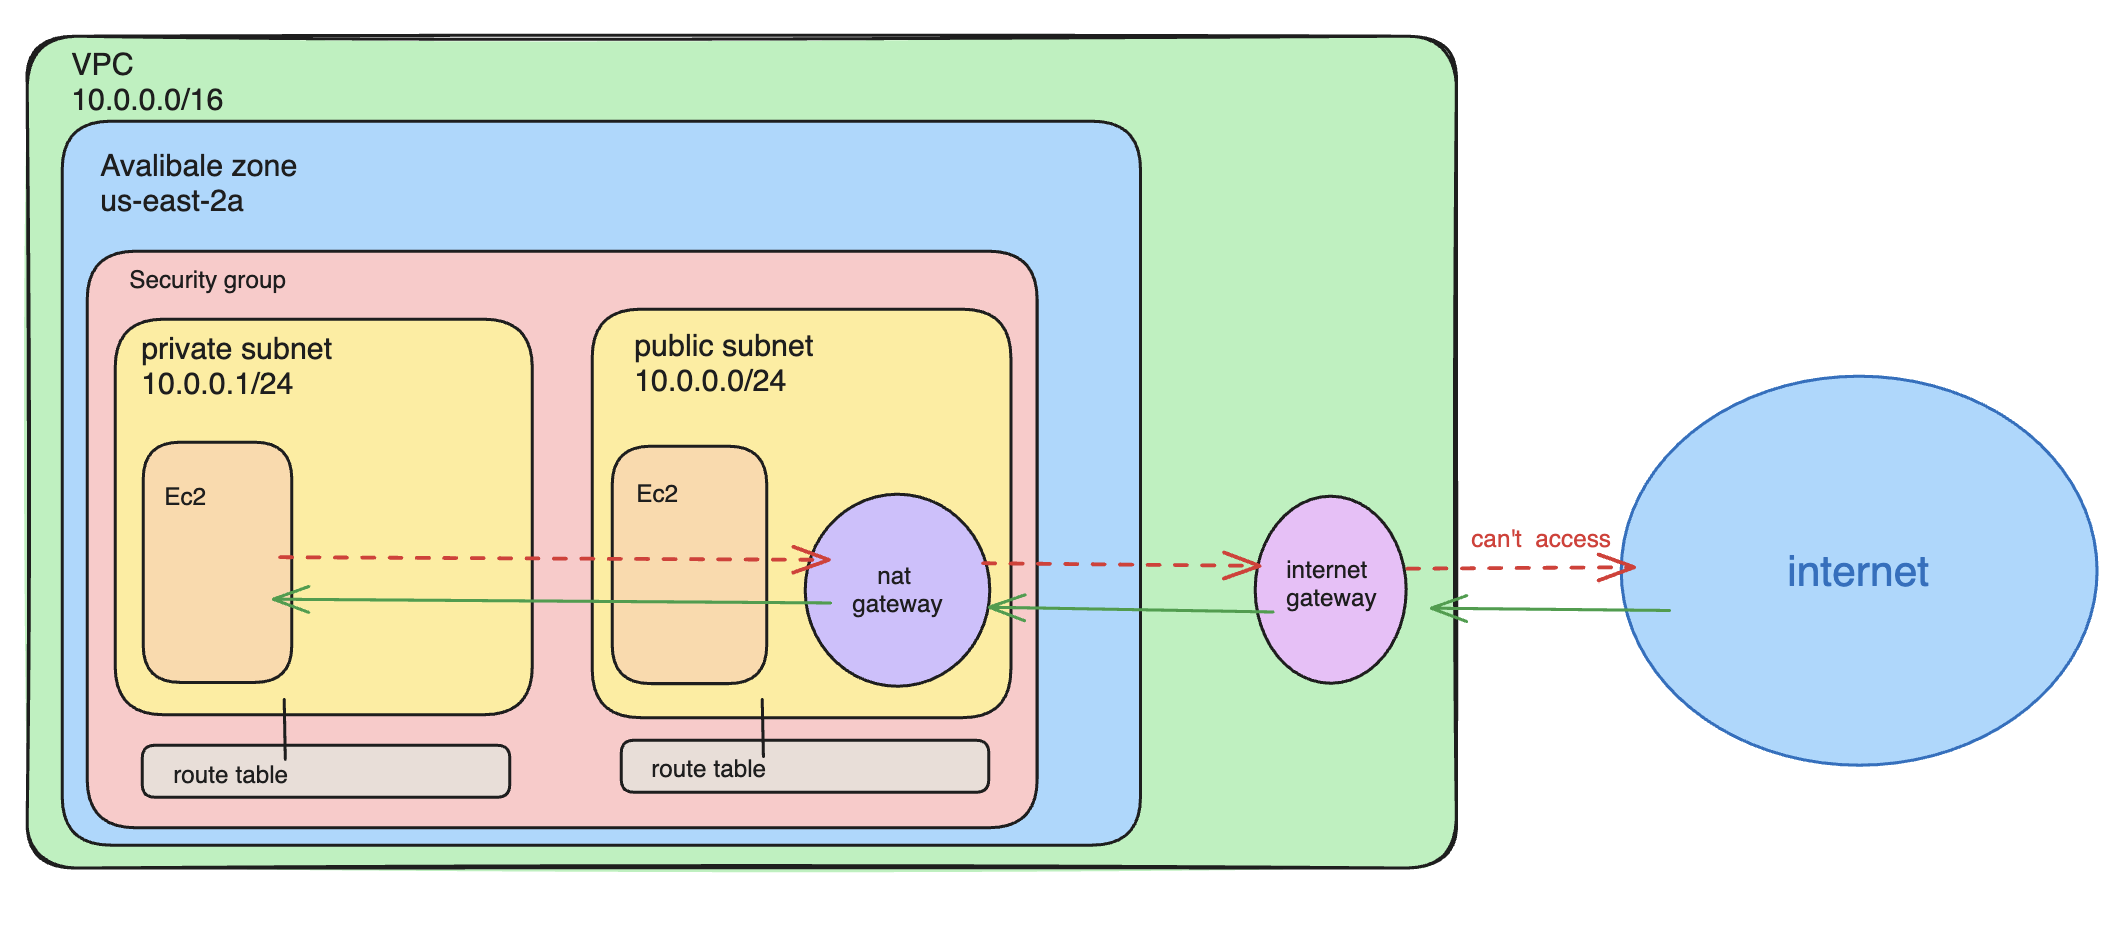 VPC
10.0.0.0/16
Avalibale zone
us-east-2a
Security group
private subnet
10.0.0.1/24
public subnet
10.0.0.0/24
Ec2
Ec2
nat
gateway
internet
gateway
can't  access
internet
route table
route table